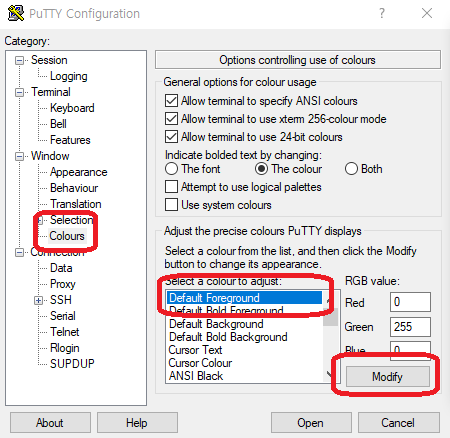 PuTTY Configuration
?
Category:
Session
Logging
Terminal
Keyboard
Bell
Features
Window
Appearance
Behaviour
Translation
Selection
Colours
Connection
Data
Proxy
SSH
Serial
Telnet
Rlogin
SUPDUP
Options controlling use of colours
General options for colour usage
Allow terminal to specify ANSI colours
Allow terminal to use xterm 256-colour mode
Allow terminal to use 24-bit colours
Indicate bolded text by changing:
The font
The colour
Both
Attempt to use logical palettes
Use system colours
Adjust the precise colours PuTTY displays
Select a colour from the list, and then click the Modify
button to change its appearance.
Select a colour to adjust:
Default Foreground
Default Bold Foreground
Default Background
Default Bold Background
Cursor Text
Cursor Colour
ANSI Black
RGB value:
Red 0
Green 255
Blue 0
Modify
About
Help
Open
Cancel